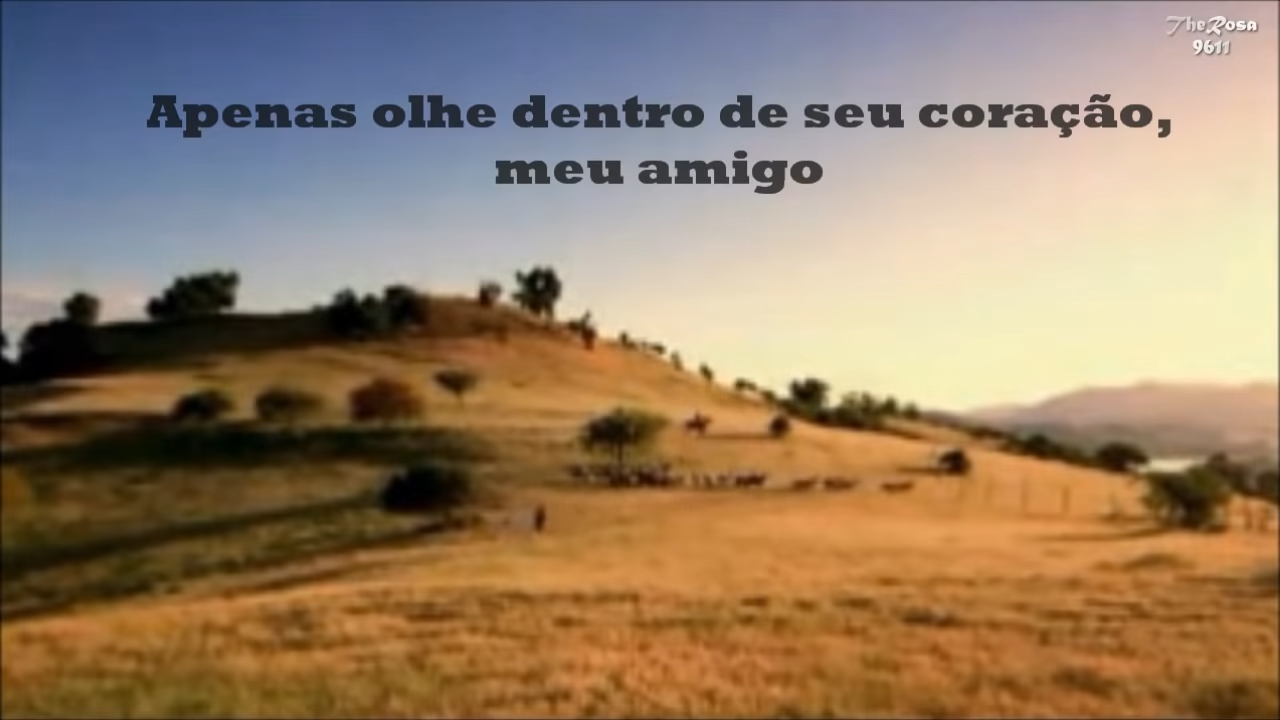 TheRosa
9611
Apenas olhe dentro de seu coração,
meu amigo